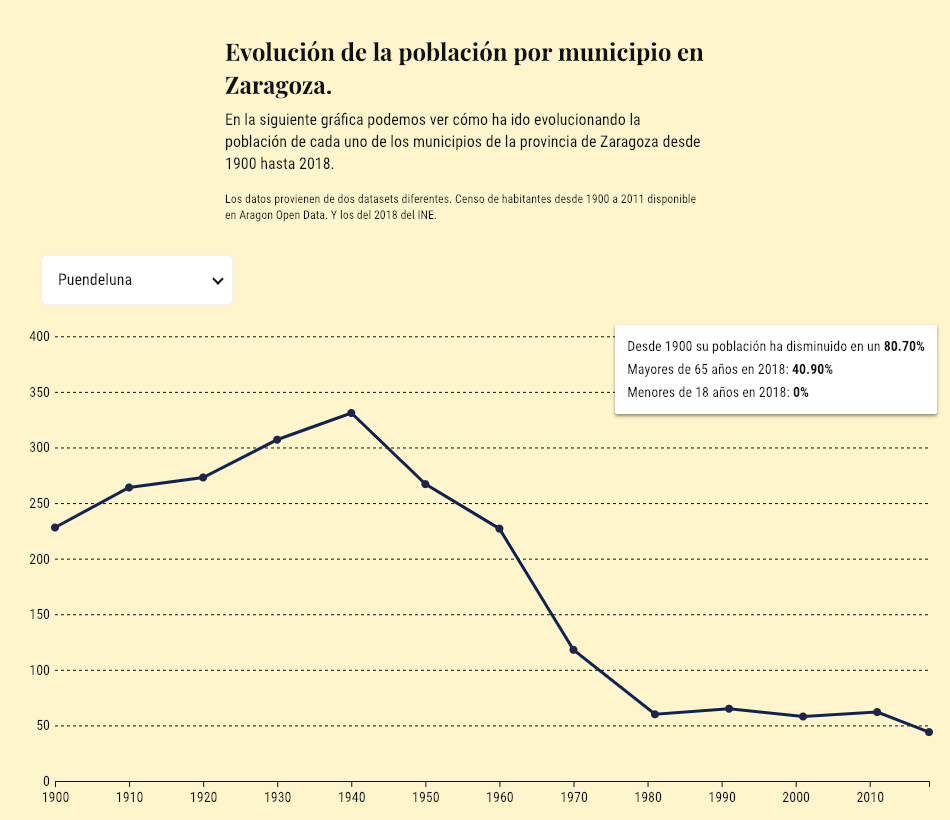 Evolución de la población por municipio en
Zaragoza.
En la siguiente gráfica podemos ver cómo ha ido evolucionando la
población de cada uno de los municipios de la provincia de Zaragoza desde
1900 hasta 2018.
Los datos provienen de dos datasets diferentes. Censo de habitantes desde 1900 a 2011 disponible
en Aragon Open Data. Y los del 2018 del INE.
Puendeluna
Desde 1900 su población ha disminuido en un 80.70%
Mayores de 65 años en 2018: 40.90%
Menores de 18 años en 2018: 0%
400
350
300
250
200
150
100
50
0
1900 1910 1920 1930 1940 1950 1960 1970 1980 1990 2000 2010